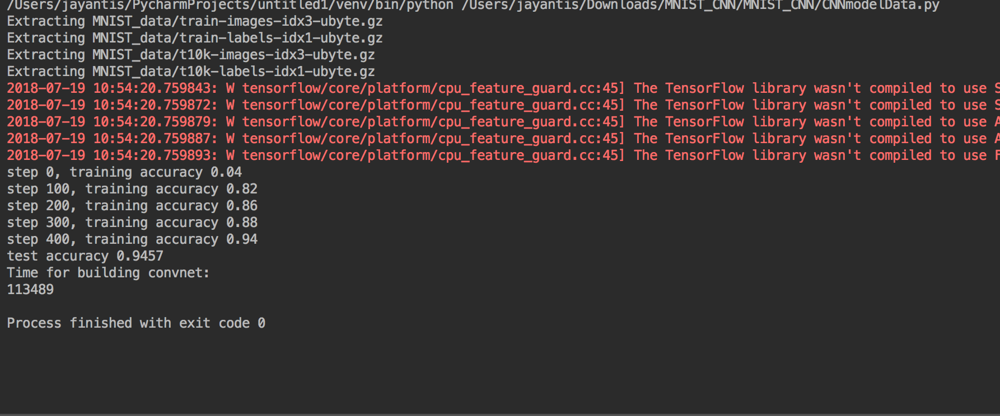 /Users/jayantis/PycharmProjects/untitled1/venv/bin/python /Users/jayantis/Downloads/MNIST_CNN/MNIST_CNN/CNNmodelData.py
Extracting MNIST_data/train-images-idx3-ubyte.gz
Extracting MNIST_data/train-labels-idx1-ubyte.gz
Extracting MNIST_data/t10k-images-idx3-ubyte.gz
Extracting MNIST_data/t10k-labels-idx1-ubyte.gz
2018-07-19 10:54:20.759843: W tensorflow/core/platform/cpu_feature_guard.cc:45] The TensorFlow library wasn't compiled to use
2018-07-19 10:54:20.759872: W tensorflow/core/platform/cpu_feature_guard.cc:45] The TensorFlow library wasn't compiled to use
2018-07-19 10:54:20.759879: W tensorflow/core/platform/cpu_feature_guard.cc:45] The TensorFlow library wasn't compiled to use
2018-07-19 10:54:20.759887: W tensorflow/core/platform/cpu_feature_guard.cc:45] The TensorFlow library wasn't compiled to use
2018-07-19 10:54:20.759893: W tensorflow/core/platform/cpu_feature_guard.cc:45] The TensorFlow library wasn't compiled to use
step 0, training accuracy 0.04
step 100, training accuracy 0.82
step 200, training accuracy 0.86
step 300, training accuracy 0.88
step 400, training accuracy 0.94
test accuracy 0.9457
Time for building convnet:
113489
Process finished with exit code 0